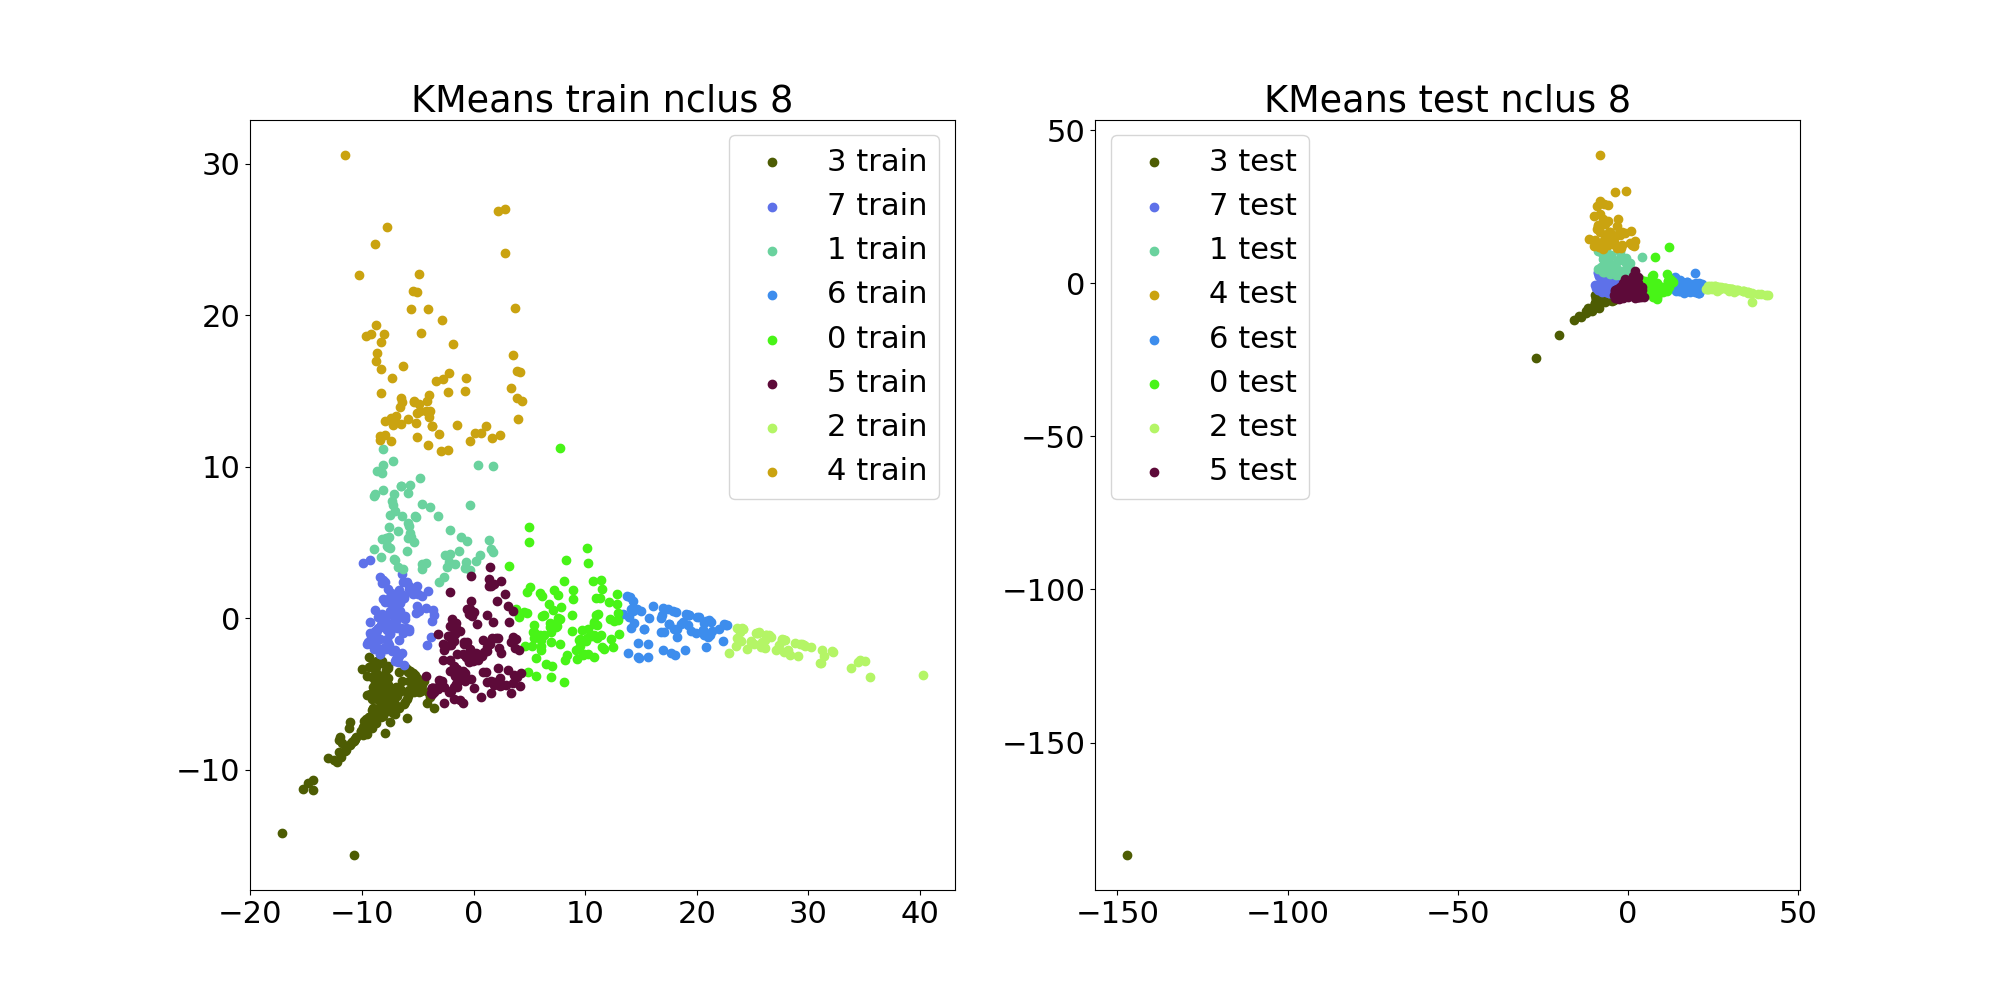 KMeans train nclus 8
30
20
10
0
−10
−20
−10
0
10
20
30
40
3 train
7 train
1 train
6 train
0 train
5 train
2 train
4 train
KMeans test nclus 8
50
0
−50
−100
−150
−150
−100
−50
0
50
3 test
7 test
1 test
4 test
6 test
0 test
2 test
5 test